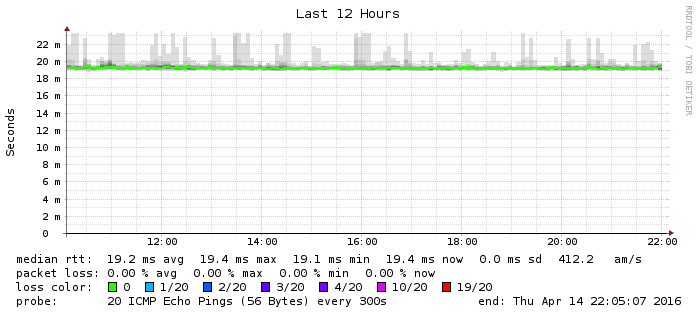 Last 12 Hours
RRDTOOL / TOBI OETIKER
Seconds
22 m
20 m
18 m
16 m
14 m
12 m
10 m
8 m
6 m
4 m
2 m
0
12:00 14:00 16:00 18:00 20:00 22:00
median rtt: 19.2 ms avg 19.4 ms max 19.1 ms min 19.4 ms now 0.0 ms sd 412.2 am/s
packet loss: 0.00 % avg 0.00 % max 0.00 % min 0.00 % now
loss color: 0 1/20 2/20 3/20 4/20 10/20 19/20
probe: 20 ICMP Echo Pings (56 Bytes) every 300s end: Thu Apr 14 22:05:07 2016